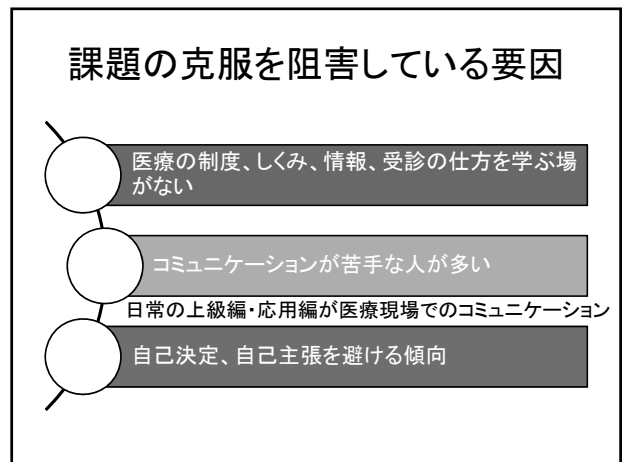 課題の克服を阻害している要因
医療の制度、しくみ、情報、受診の仕方を学ぶ場
がない
コミュニケーションが苦手な人が多い
日常の上級編・応用編が医療現場でのコミュニケーション
自己決定、自己主張を避ける傾向